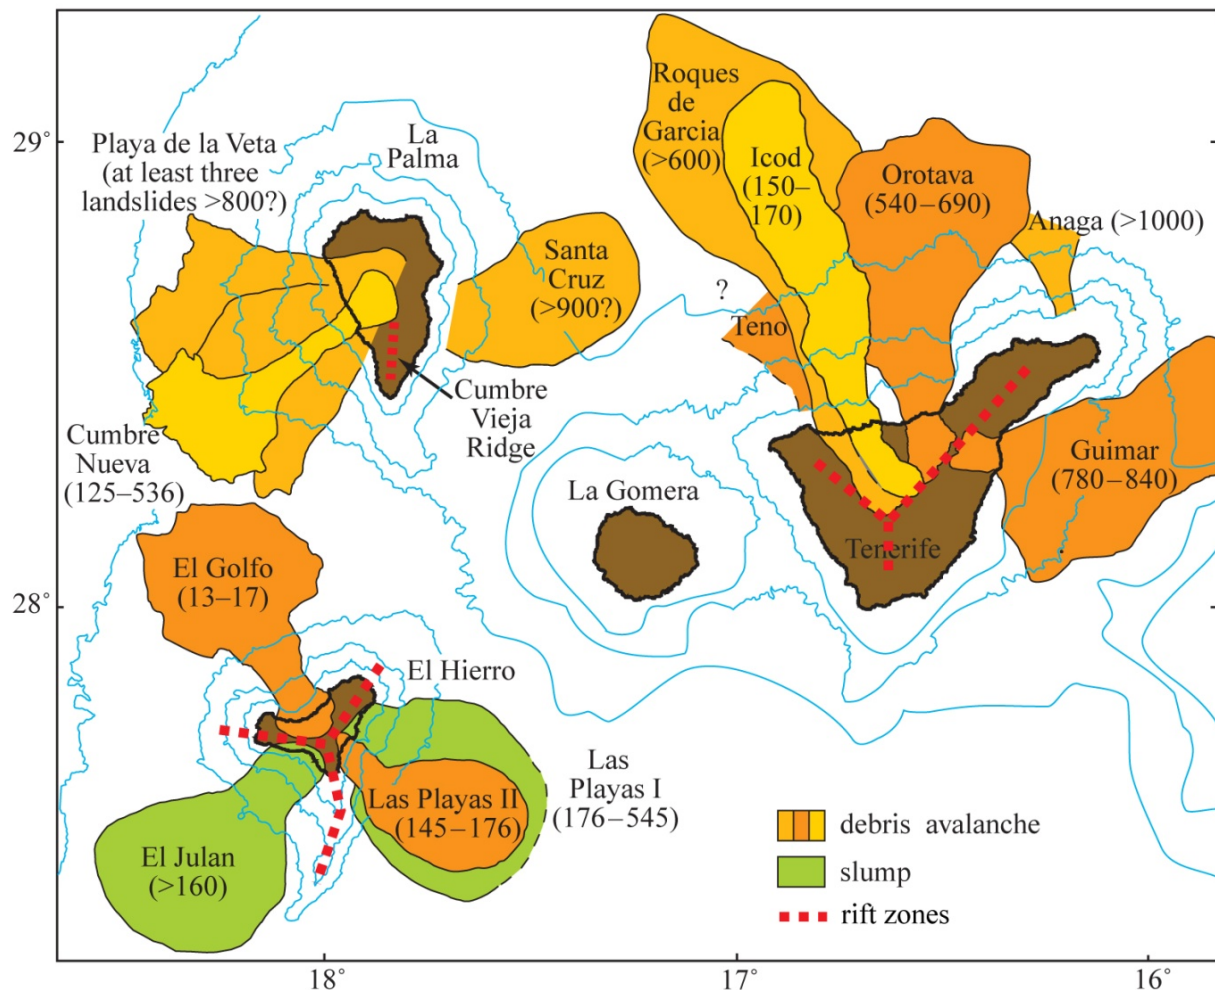 29°
28°
18°
17°
16°
Playa de la Veta
(at least three
landslides >800?)
La
Palma
Santa
Cruz
(>900?)
Cumbre
Vieja
Ridge
Cumbre
Nueva
(125–536)
Roques
de
Garcia
(>600)
Icod
(150–
170)
Orotava
(540–690)
Anaga (>1000)
?
Teno
Guimar
(780–840)
La Gomera
Tenerife
El Golfo
(13–17)
El Hierro
Las
Playas I
(176–545)
Las Playas II
(145–176)
El Julan
(>160)
debris avalanche
slump
rift zones